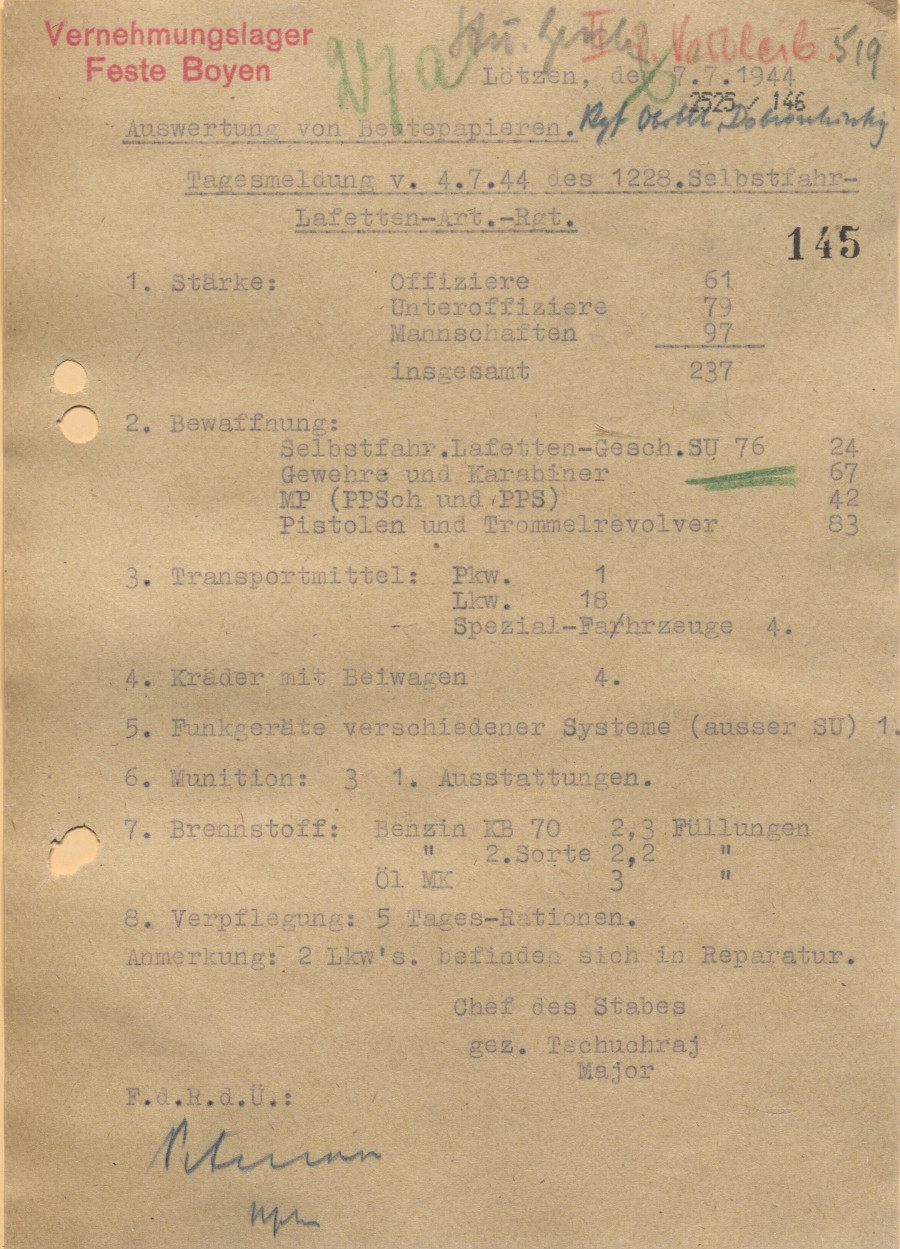 Vernehmungslager
Feste Boyen
II
519
Lötzen, den 7.7.1944
2525 / 146
Auswertung von Beutepapieren.
Tagesmeldung v. 4.7.44 des 1228.Selbstfahr-
Lafetten-Art.-Rgt.
145
1. Stärke: Offiziere 61
Unteroffiziere 79
Mannschaften 97
insgesamt 237
2. Bewaffnung:
Selbstfahr.Lafetten-Gesch.SU 76 24
Gewehre und Karabiner 67
MP (PPSch und PPS) 42
Pistolen und Trommelrevolver 83
3. Transportmittel: Pkw. 1
Lkw. 18
Spezial-Fa/hrzeuge 4.
4. Kräder mit Beiwagen 4.
5. Funkgeräte verschiedener Systeme (ausser SU) 1.
6. Munition: 3 1. Ausstattungen.
7. Brennstoff: Benzin KB 70 2,3 Füllungen
" 2.Sorte 2,2 "
Öl MK 3 "
8. Verpflegung: 5 Tages-Rationen.
Anmerkung: 2 Lkw's. befinden sich in Reparatur.
Chef des Stabes
gez. Tschuchraj
Major
F.d.R.d.Ü.: